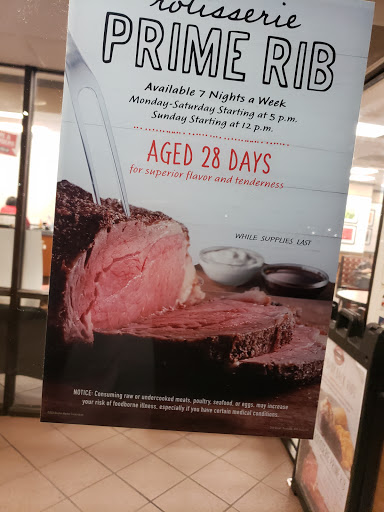 rotisserie
PRIME RIB
Available 7 Nights a Week
Monday-Saturday Starting at 5 p.m.
Sunday Starting at 12 p.m.
AGED 28 DAYS
for superior flavor and tenderness
WHILE SUPPLIES LAST
NOTICE: Consuming raw or undercooked meats, poultry, seafood, or eggs, may increase
your risk of foodborne illness, especially if you have certain medical conditions.